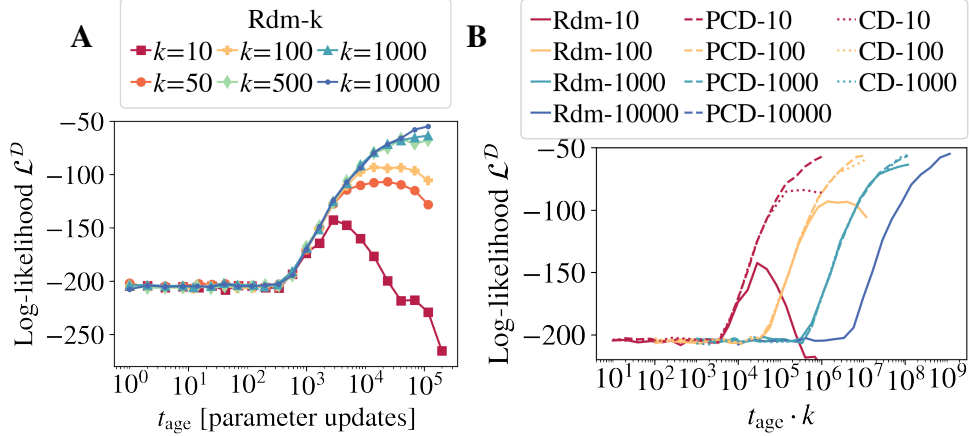 A
Rdm-k
k=10 k=100 k=1000
k=50 k=500 k=10000
Log-likelihood 𝓛^𝒟
−50
−100
−150
−200
−250
10^0 10^1 10^2 10^3 10^4 10^5
t_age [parameter updates]
B
Rdm-10 PCD-10 CD-10
Rdm-100 PCD-100 CD-100
Rdm-1000 PCD-1000 CD-1000
Rdm-10000 PCD-10000
Log-likelihood 𝓛^𝒟
−50
−100
−150
−200
10^1 10^2 10^3 10^4 10^5 10^6 10^7 10^8 10^9
t_age · k